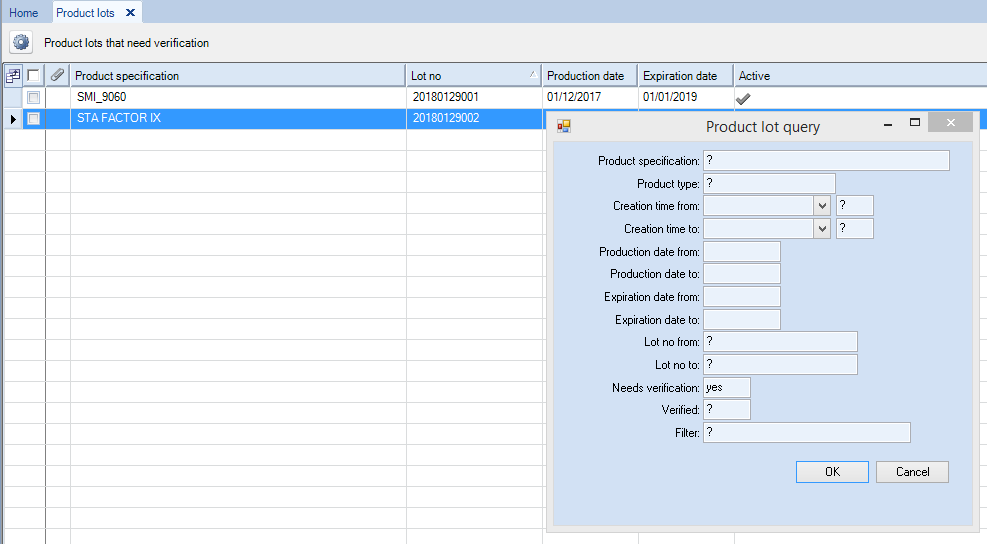 Home Product lots
Product lots that need verification
Product specification Lot no Production date Expiration date Active
SMI_9060 20180129001 01/12/2017 01/01/2019
STA FACTOR IX 20180129002
Product lot query
Product specification: ?
Product type: ?
Creation time from: ?
Creation time to: ?
Production date from:
Production date to:
Expiration date from:
Expiration date to:
Lot no from: ?
Lot no to: ?
Needs verification: yes
Verified: ?
Filter: ?
OK Cancel